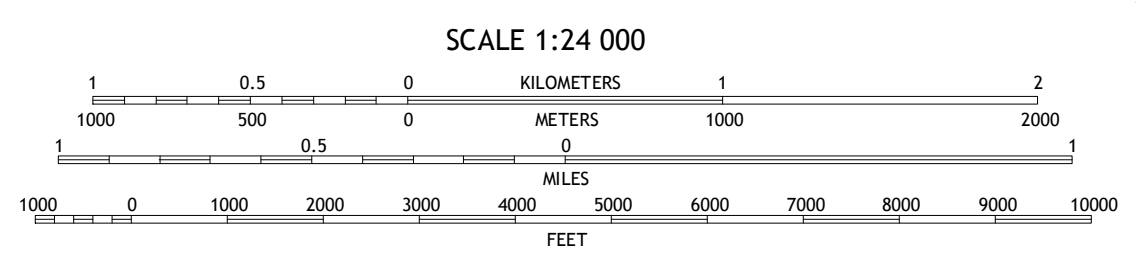 SCALE 1:24 000
1 0.5 0 KILOMETERS 1 2
1000 500 0 METERS 1000 2000
1 0.5 0 1
MILES
1000 0 1000 2000 3000 4000 5000 6000 7000 8000 9000 10000
FEET